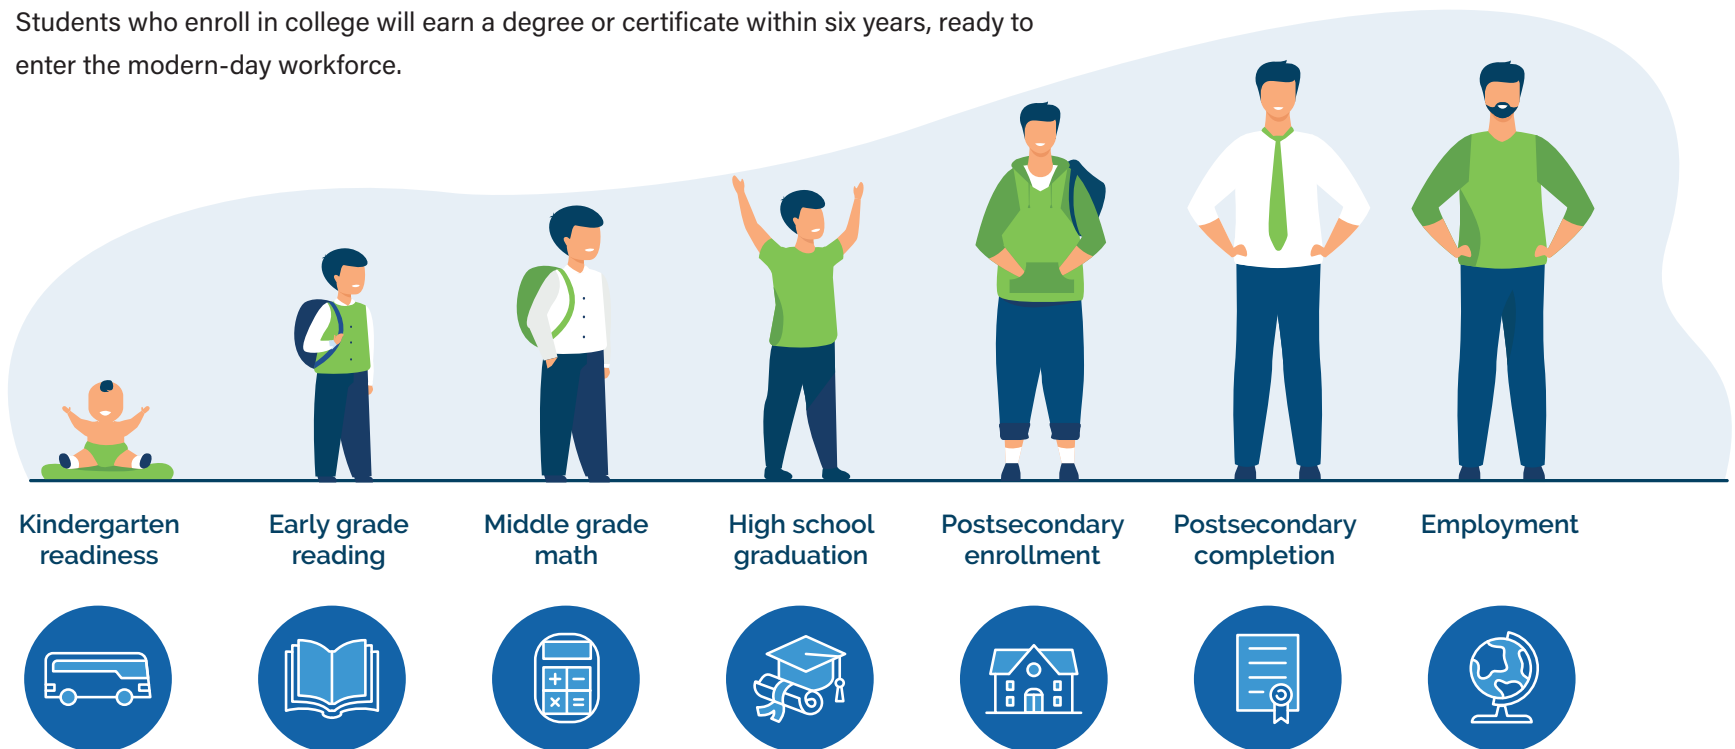 Students who enroll in college will earn a degree or certificate within six years, ready to
enter the modern-day workforce.
Kindergarten
readiness
Early grade
reading
Middle grade
math
High school
graduation
Postsecondary
enrollment
Postsecondary
completion
Employment